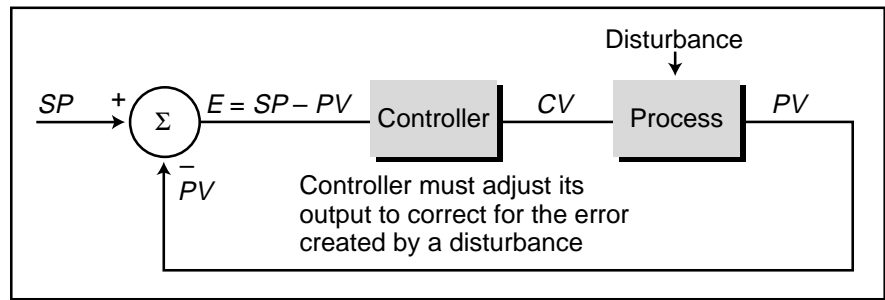 Disturbance
SP + E = SP – PV Controller CV Process PV
Σ
–
PV
Controller must adjust its
output to correct for the error
created by a disturbance